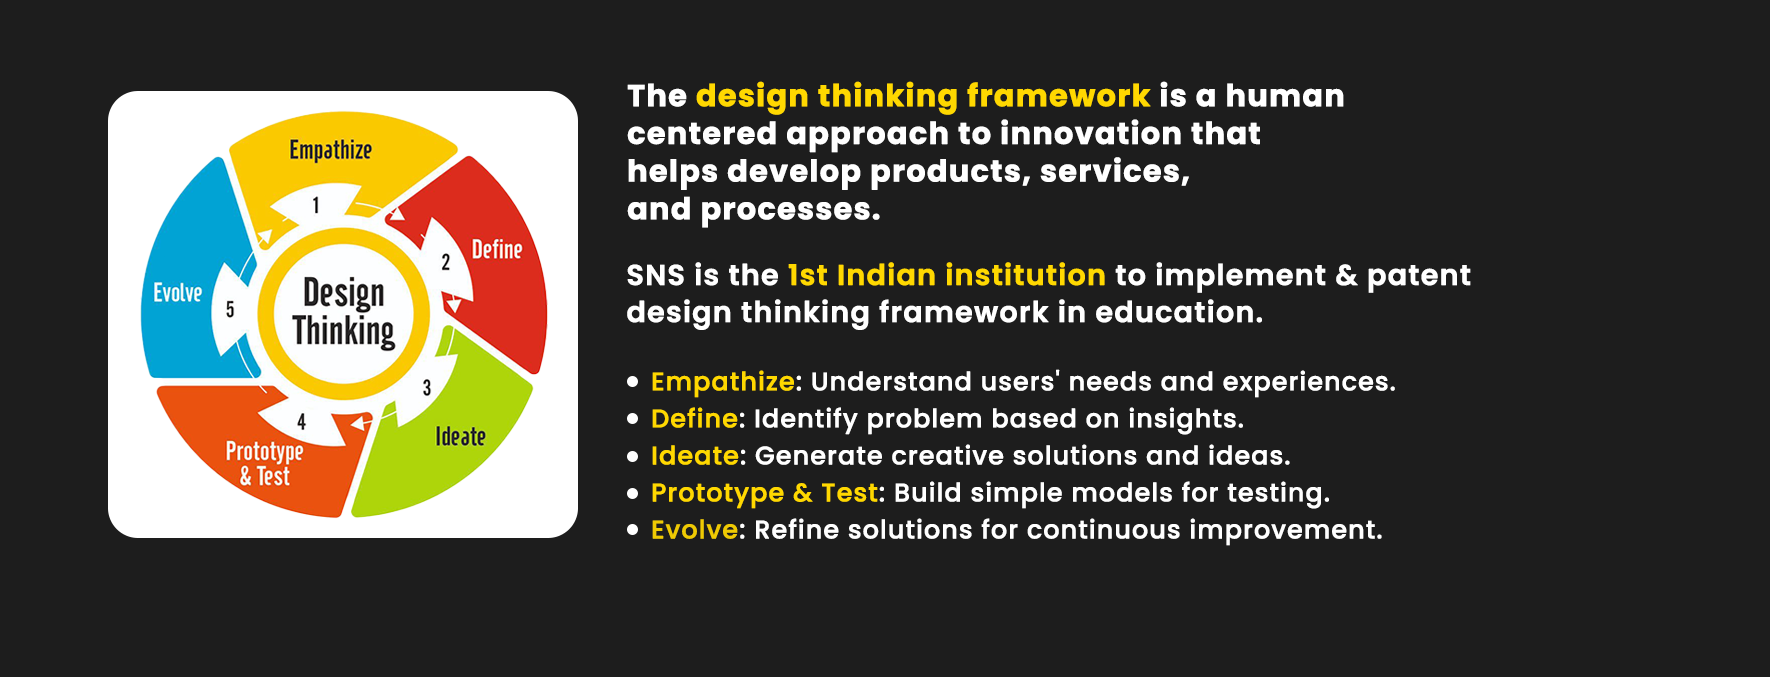 Empathize
1
Define
2
Design
Thinking
Evolve
5
3
Ideate
4
Prototype
& Test
The design thinking framework is a human
centered approach to innovation that
helps develop products, services,
and processes.
SNS is the 1st Indian institution to implement & patent
design thinking framework in education.
• Empathize: Understand users' needs and experiences.
• Define: Identify problem based on insights.
• Ideate: Generate creative solutions and ideas.
• Prototype & Test: Build simple models for testing.
• Evolve: Refine solutions for continuous improvement.